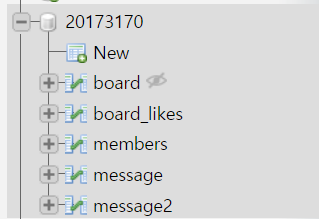 20173170
New
board
board_likes
members
message
message2